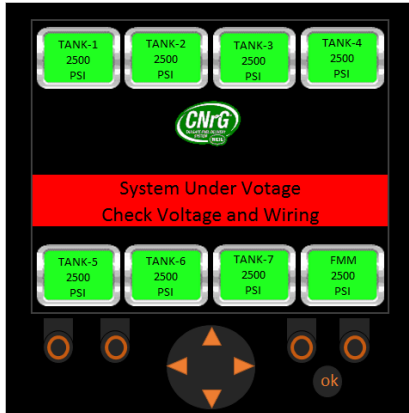 TANK-1
2500
PSI
TANK-2
2500
PSI
TANK-3
2500
PSI
TANK-4
2500
PSI
CNrG
System Under Votage
Check Voltage and Wiring
TANK-5
2500
PSI
TANK-6
2500
PSI
TANK-7
2500
PSI
FMM
2500
PSI
ok